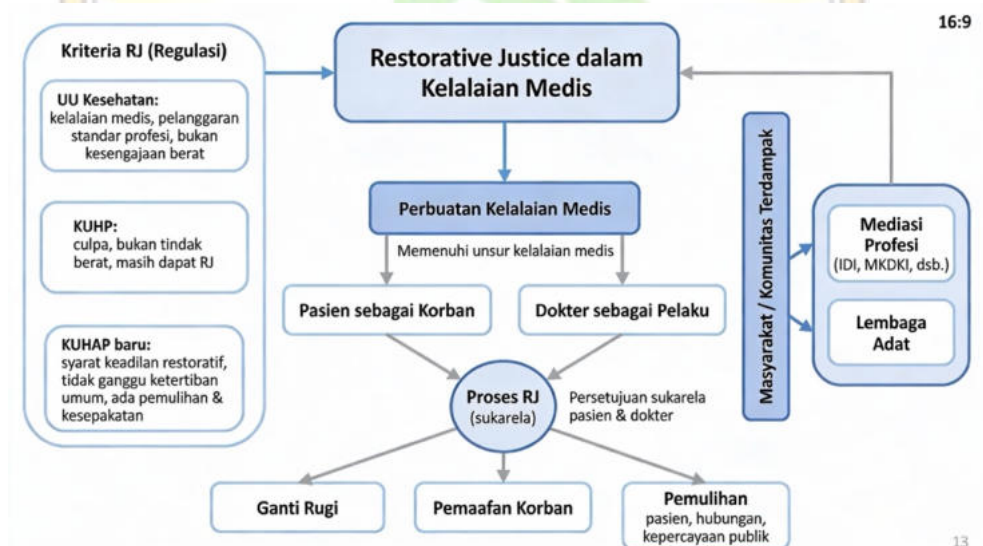 16:9
Kriteria RJ (Regulasi)
UU Kesehatan:
kelalaian medis, pelanggaran
standar profesi, bukan
kesengajaan berat
KUHP:
culpa, bukan tindak
berat, masih dapat RJ
KUHAP baru:
syarat keadilan restoratif,
tidak ganggu ketertiban
umum, ada pemulihan &
kesepakatan
Restorative Justice dalam
Kelalaian Medis
Perbuatan Kelalaian Medis
Memenuhi unsur kelalaian medis
Pasien sebagai Korban
Dokter sebagai Pelaku
Proses RJ
(sukarela)
Persetujuan sukarela
pasien & dokter
Ganti Rugi
Pemaafan Korban
Pemulihan
pasien, hubungan,
kepercayaan publik
Masyarakat / Komunitas Terdampak
Mediasi
Profesi
(IDI, MKDKI, dsb.)
Lembaga
Adat
13